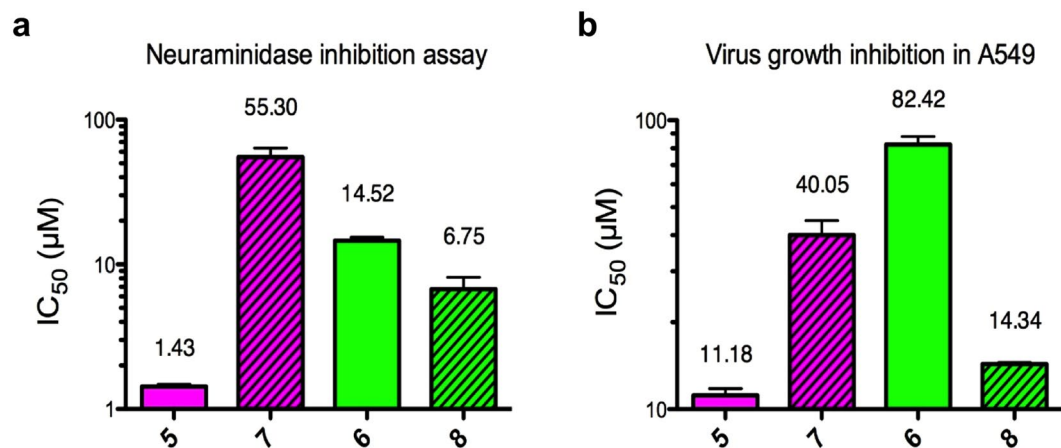 a
Neuraminidase inhibition assay
55.30
14.52
6.75
1.43
100
10
1
IC50 (µM)
5 7 6 8
b
Virus growth inhibition in A549
82.42
40.05
14.34
11.18
100
10
IC50 (µM)
5 7 6 8